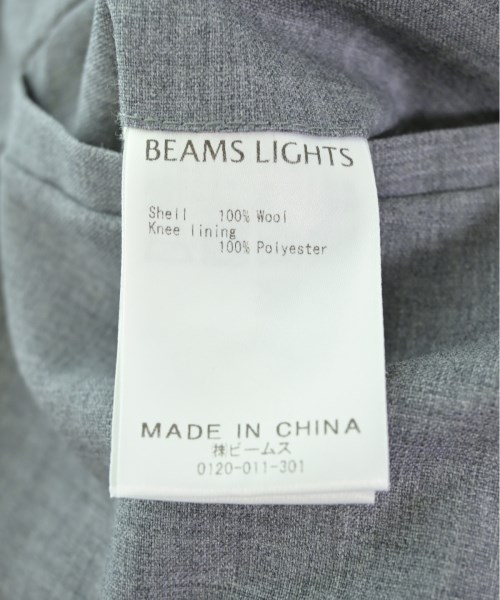 BEAMS LIGHTS
Shell 100% Wool
Knee lining
100% Polyester
MADE IN CHINA
㈱ビームス
0120-011-301